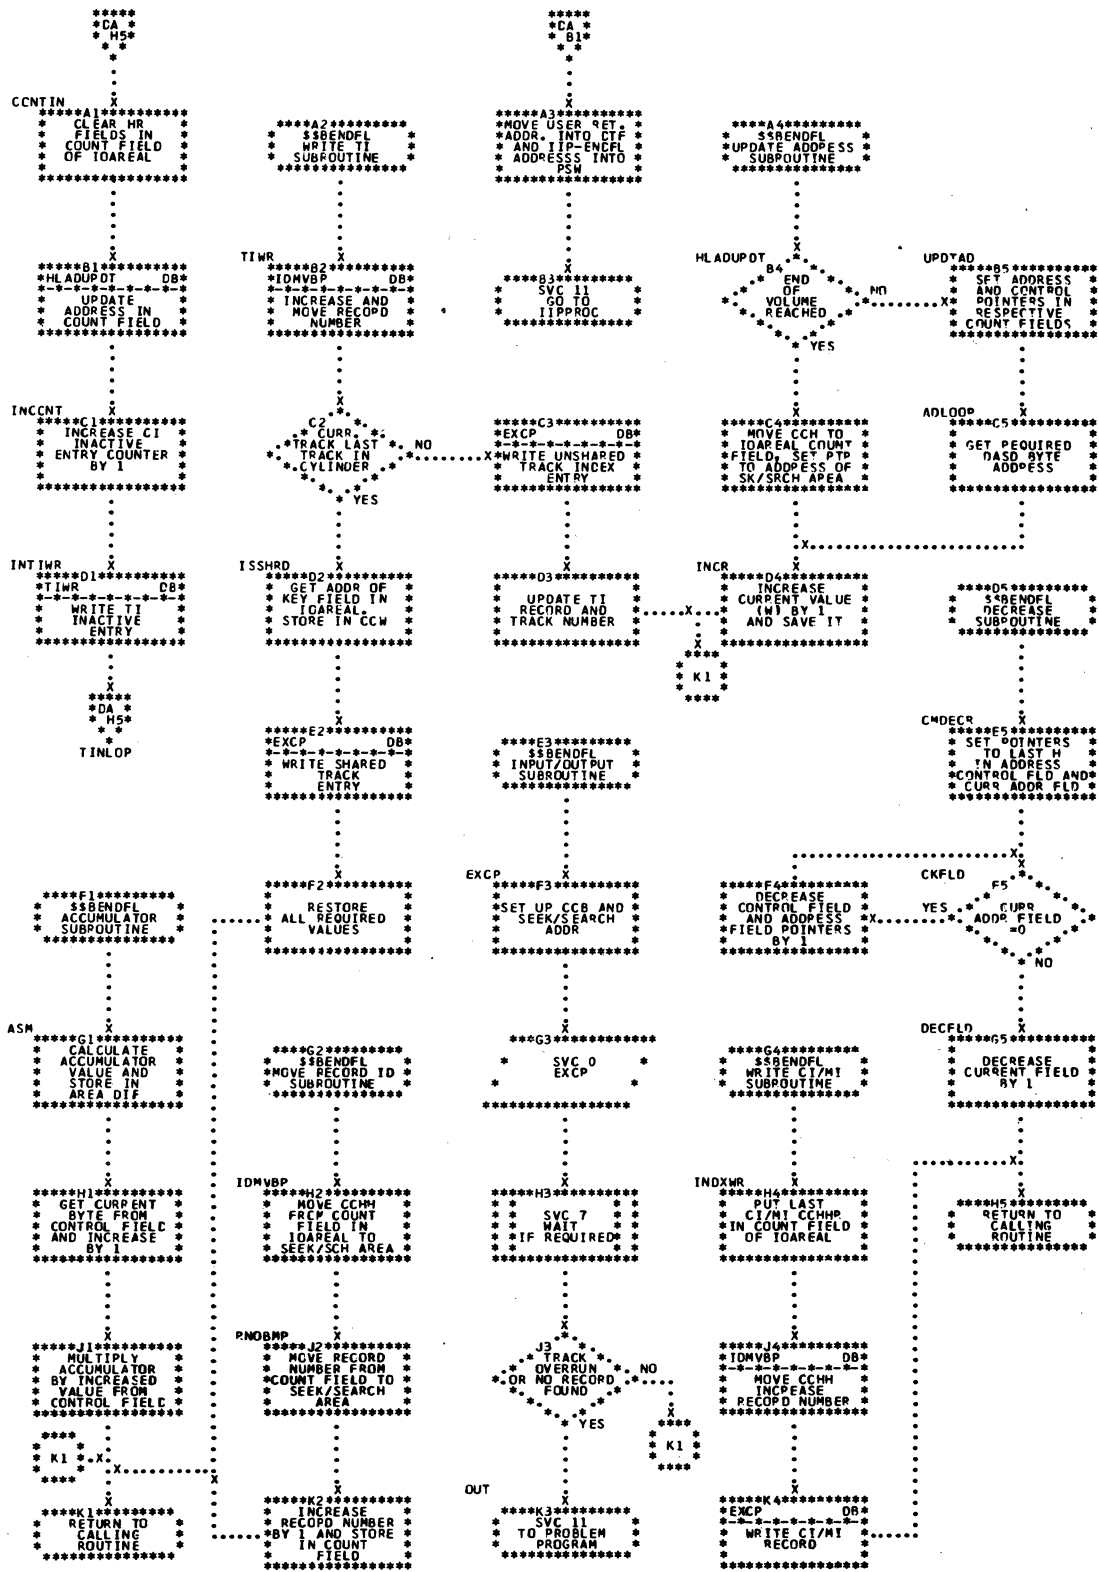 CA
H5
CCNTIN
A1
CLEAR HR
FIELDS IN
COUNT FIELD
OF IOAREAL
B1
HLADUPDT DB
UPDATE
ADDRESS IN
COUNT FIELD
INCCNT
C1
INCREASE CI
INACTIVE
ENTRY COUNTER
BY 1
INTIWR
D1
TIWR DB
WRITE TI
INACTIVE
ENTRY
DA
H5
TINLOP
F1
$$BENDFL
ACCUMULATOR
SUBROUTINE
ASM
G1
CALCULATE
ACCUMULATOR
VALUE AND
STORE IN
AREA DIF
H1
GET CURRENT
BYTE FROM
CONTROL FIELD
AND INCREASE
BY 1
J1
MULTIPLY
ACCUMULATOR
BY INCREASED
VALUE FROM
CONTROL FIELD
K1
K1
RETURN TO
CALLING
ROUTINE
A2
$$BENDFL
WRITE TI
SUBROUTINE
TIWR
B2
IDMVBP DB
INCREASE AND
MOVE RECOPD
NUMBER
C2
CURR.
TRACK LAST
TRACK IN
CYLINDER
NO
YES
ISSHRD
D2
GET ADDR OF
KEY FIELD IN
IOAREAL.
STORE IN CCW
E2
EXCP DB
WRITE SHARED
TRACK
ENTRY
F2
RESTORE
ALL REQUIRED
VALUES
G2
$$BENDFL
MOVE RECORD ID
SUBROUTINE
IDMVBP
H2
MOVE CCHH
FRCM COUNT
FIELD IN
IOAREAL TO
SEEK/SCH AREA
RNOBMP
J2
MOVE RECORD
NUMBER FROM
COUNT FIELD TO
SEEK/SEARCH
AREA
K2
INCREASE
RECOPD NUMBER
BY 1 AND STORE
IN COUNT
FIELD
CA
B1
A3
MOVE USER RET.
ADDR. INTO CTF
AND IIP-ENCFL
ADDRESSS INTO
PSW
B3
SVC 11
GO TO
IIPPROC
C3
EXCP DB
WRITE UNSHARED
TRACK INDEX
ENTRY
D3
UPDATE TI
RECORD AND
TRACK NUMBER
K1
E3
$$BENDFL
INPUT/OUTPUT
SUBROUTINE
EXCP
F3
SET UP CCB AND
SEEK/SEARCH
ADDR
G3
SVC 0
EXCP
H3
SVC 7
WAIT
IF REQUIRED
J3
TRACK
OVERRUN
OR NO RECORD
FOUND
NO
YES
K1
OUT
K3
SVC 11
TO PROBLEM
PROGRAM
A4
$$BENDFL
UPDATE ADDPESS
SUBPOUTINE
HLADUPDT
B4
END
OF
VOLUME
REACHED
NO
YES
C4
MOVE CCH TO
IOAREAL COUNT
FIELD, SET PTP
TO ADDPESS OF
SK/SRCH APEA
INCR
D4
INCREASE
CURRENT VALUE
(W) BY 1
AND SAVE IT
F4
DECREASE
CONTROL FIELD
AND ADDPESS
FIELD POINTERS
BY 1
G4
$$BENDFL
WRITE CI/MI
SUBROUTIME
INDXWR
H4
PUT LAST
CI/MI CCHHP
IN COUNT FIELD
OF IOAREAL
J4
IDMVBP DB
MOVE CCHH
INCPEASE
RECOPD NUMBER
K4
EXCP DB
WRITE CI/MI
RECORD
UPDTAD
B5
SET ADDRESS
AND CONTROL
POINTERS IN
RESPECTIVE
COUNT FIELDS
ADLOOP
C5
GET PEQUIRED
DASD BYTE
ADDPESS
D5
$$BENDFL
DECREASE
SUBROUTINE
CMDECR
E5
SET POINTERS
TO LAST H
IN ADDRESS
CONTROL FLD AND
CURR ADDR FLD
CKFLD
F5
CURR
ADDR FIELD
=0
YES
NO
DECFLD
G5
DECREASE
CURRENT FIELD
BY 1
H5
RETURN TO
CALLING
ROUTINE